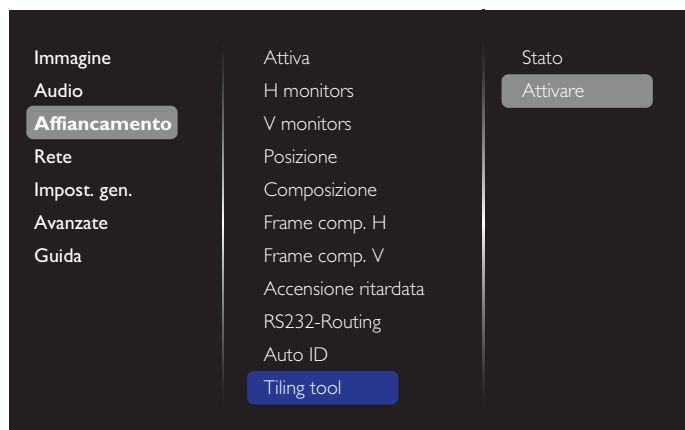 Immagine
Audio
Affiancamento
Rete
Impost. gen.
Avanzate
Guida
Attiva
H monitors
V monitors
Posizione
Composizione
Frame comp. H
Frame comp. V
Accensione ritardata
RS232-Routing
Auto ID
Tiling tool
Stato
Attivare